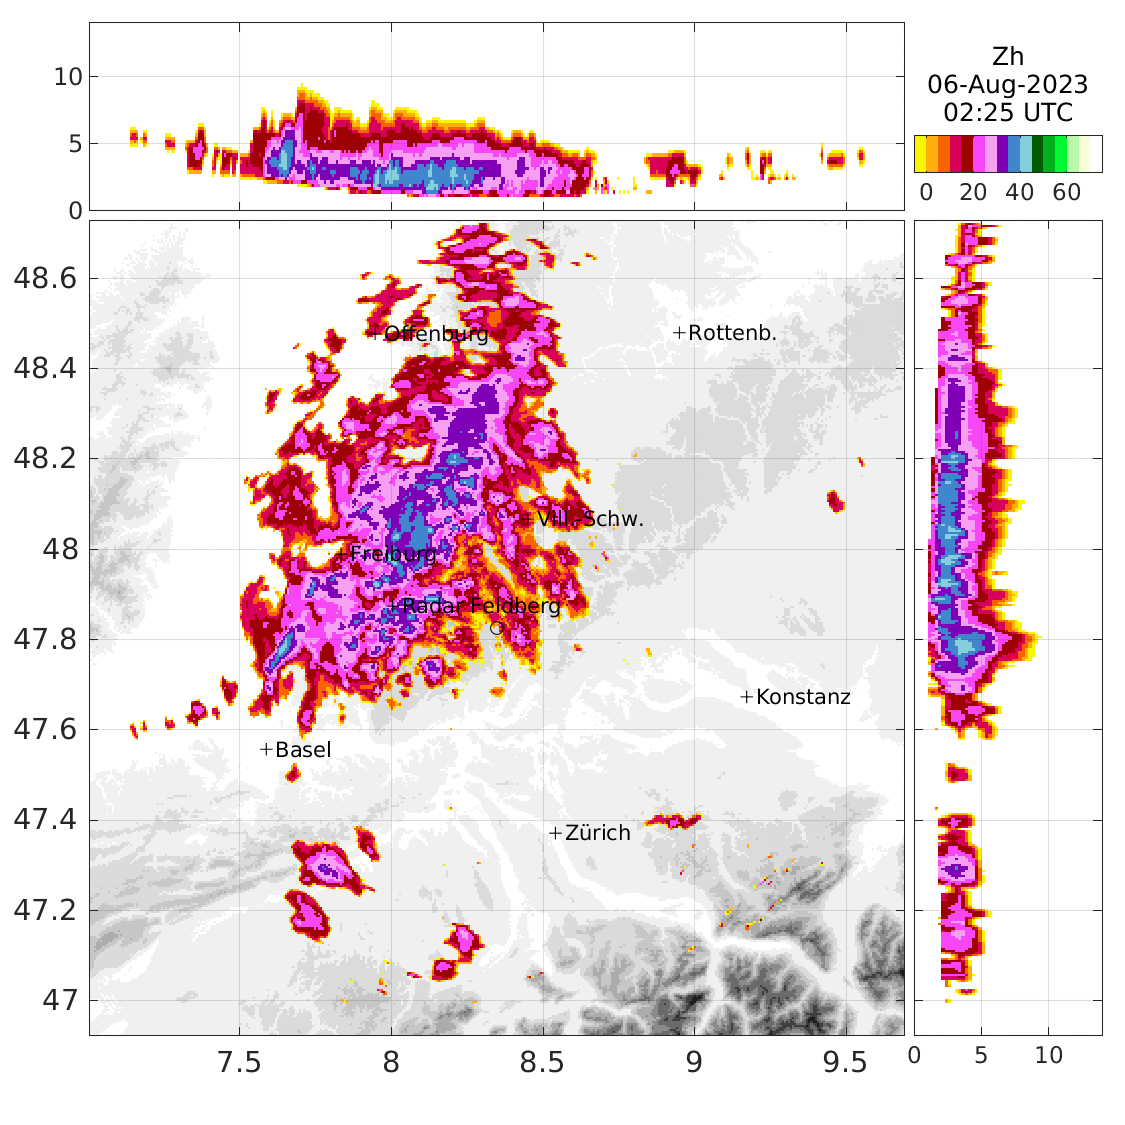 10
5
0
Zh
06-Aug-2023
02:25 UTC
0 20 40 60
48.6
48.4
48.2
48
47.8
47.6
47.4
47.2
47
Offenburg
Rottenb.
Vill.-Schw.
Freiburg
Radar Feldberg
Konstanz
Basel
Zürich
7.5 8 8.5 9 9.5
0 5 10